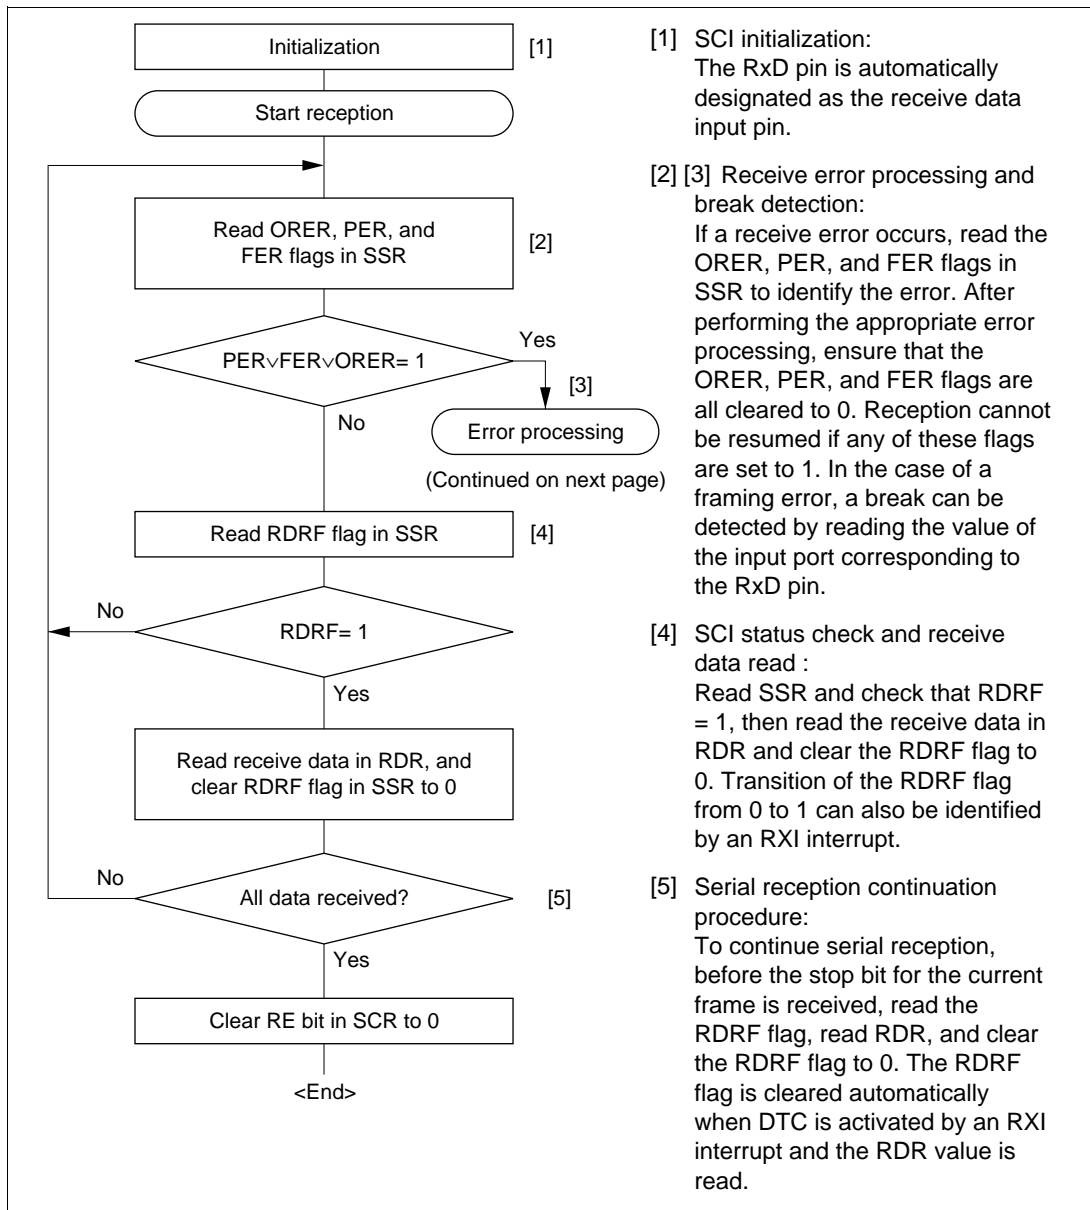 Initialization
[1]
Start reception
Read ORER, PER, and
FER flags in SSR
[2]
PER∨FER∨ORER= 1
Yes
[3]
No
Error processing
(Continued on next page)
Read RDRF flag in SSR
[4]
No
RDRF= 1
Yes
Read receive data in RDR, and
clear RDRF flag in SSR to 0
No
All data received?
[5]
Yes
Clear RE bit in SCR to 0
<End>
[1] SCI initialization:
The RxD pin is automatically
designated as the receive data
input pin.
[2] [3] Receive error processing and
break detection:
If a receive error occurs, read the
ORER, PER, and FER flags in
SSR to identify the error. After
performing the appropriate error
processing, ensure that the
ORER, PER, and FER flags are
all cleared to 0. Reception cannot
be resumed if any of these flags
are set to 1. In the case of a
framing error, a break can be
detected by reading the value of
the input port corresponding to
the RxD pin.
[4] SCI status check and receive
data read :
Read SSR and check that RDRF
= 1, then read the receive data in
RDR and clear the RDRF flag to
0. Transition of the RDRF flag
from 0 to 1 can also be identified
by an RXI interrupt.
[5] Serial reception continuation
procedure:
To continue serial reception,
before the stop bit for the current
frame is received, read the
RDRF flag, read RDR, and clear
the RDRF flag to 0. The RDRF
flag is cleared automatically
when DTC is activated by an RXI
interrupt and the RDR value is
read.